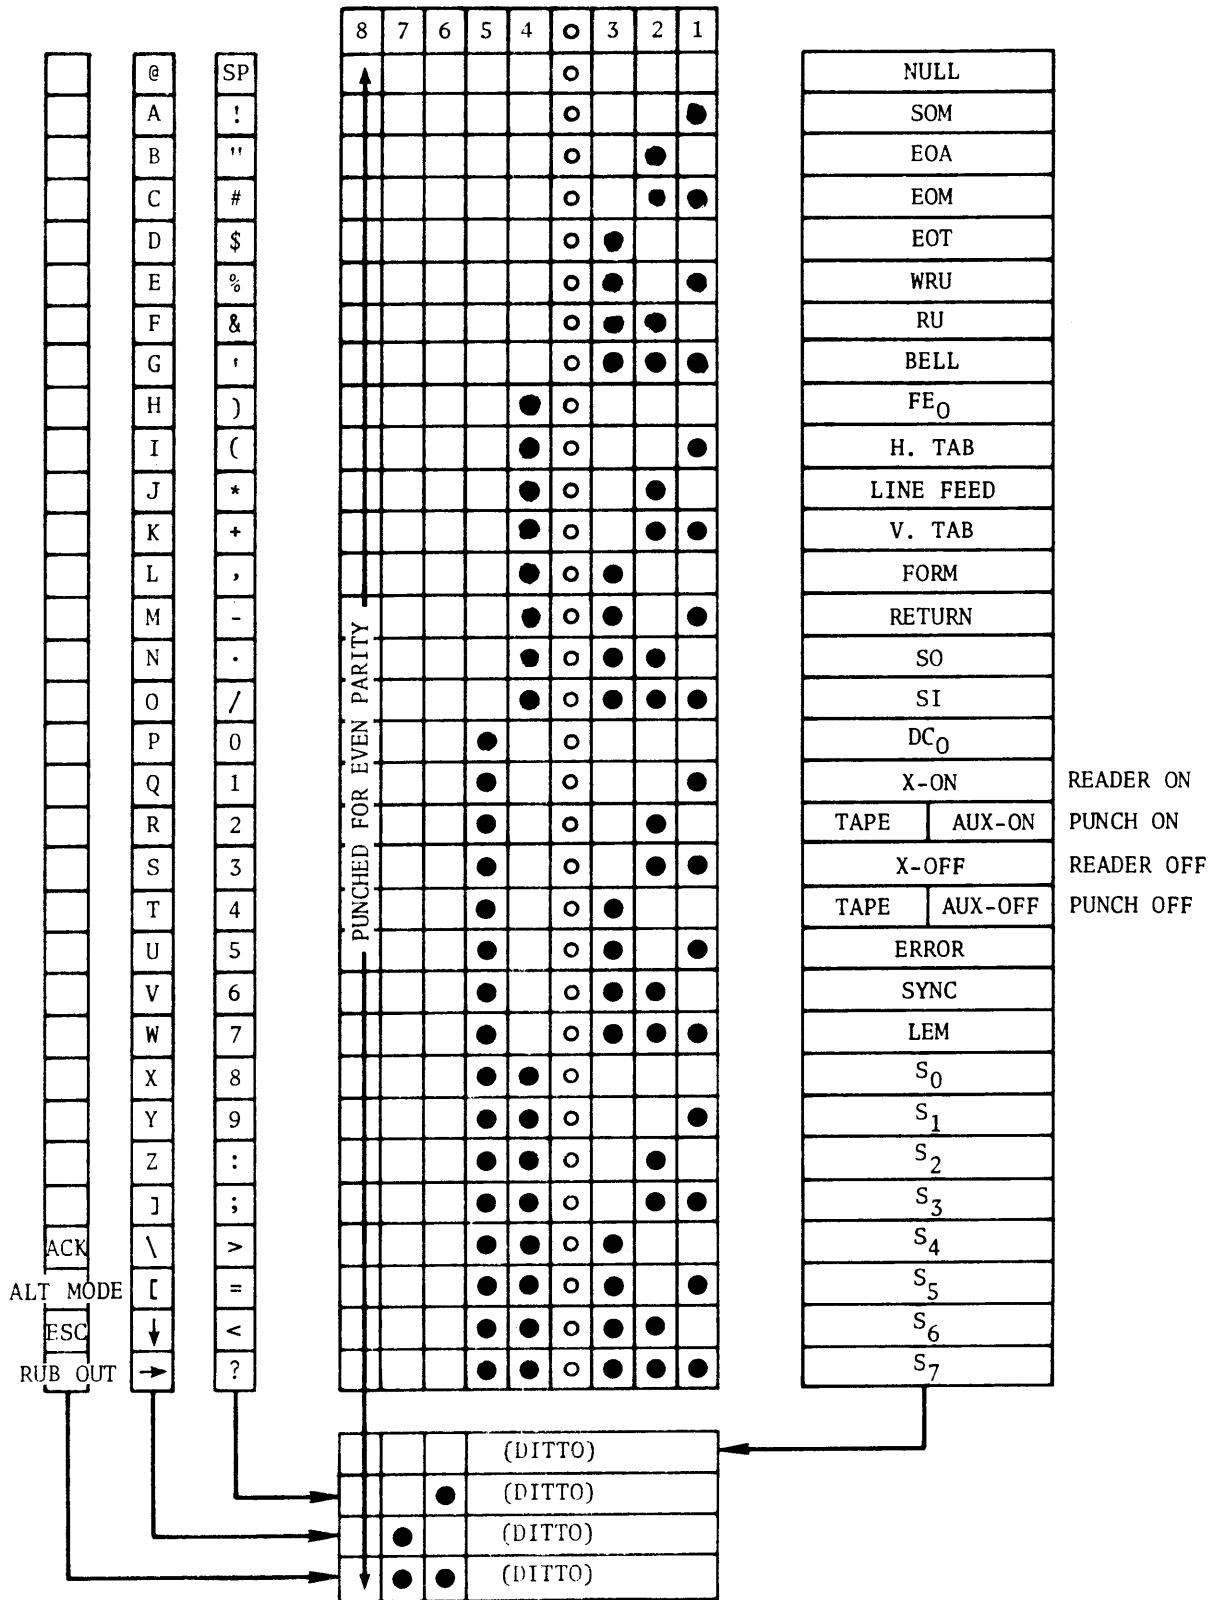 8 7 6 5 4 3 2 1
@ SP NULL
A ! SOM
B " EOA
C # EOM
D $ EOT
E % WRU
F & RU
G ' BELL
H ) FE0
I ( H. TAB
J * LINE FEED
K + V. TAB
L , FORM
M - RETURN
N . SO
O / SI
P 0 DC0
Q 1 X-ON READER ON
R 2 TAPE AUX-ON PUNCH ON
S 3 X-OFF READER OFF
T 4 TAPE AUX-OFF PUNCH OFF
U 5 ERROR
V 6 SYNC
W 7 LEM
X 8 S0
Y 9 S1
Z : S2
] ; S3
ACK \ > S4
ALT MODE [ = S5
ESC ↓ < S6
RUB OUT → ? S7
PUNCHED FOR EVEN PARITY
(DITTO)
(DITTO)
(DITTO)
(DITTO)